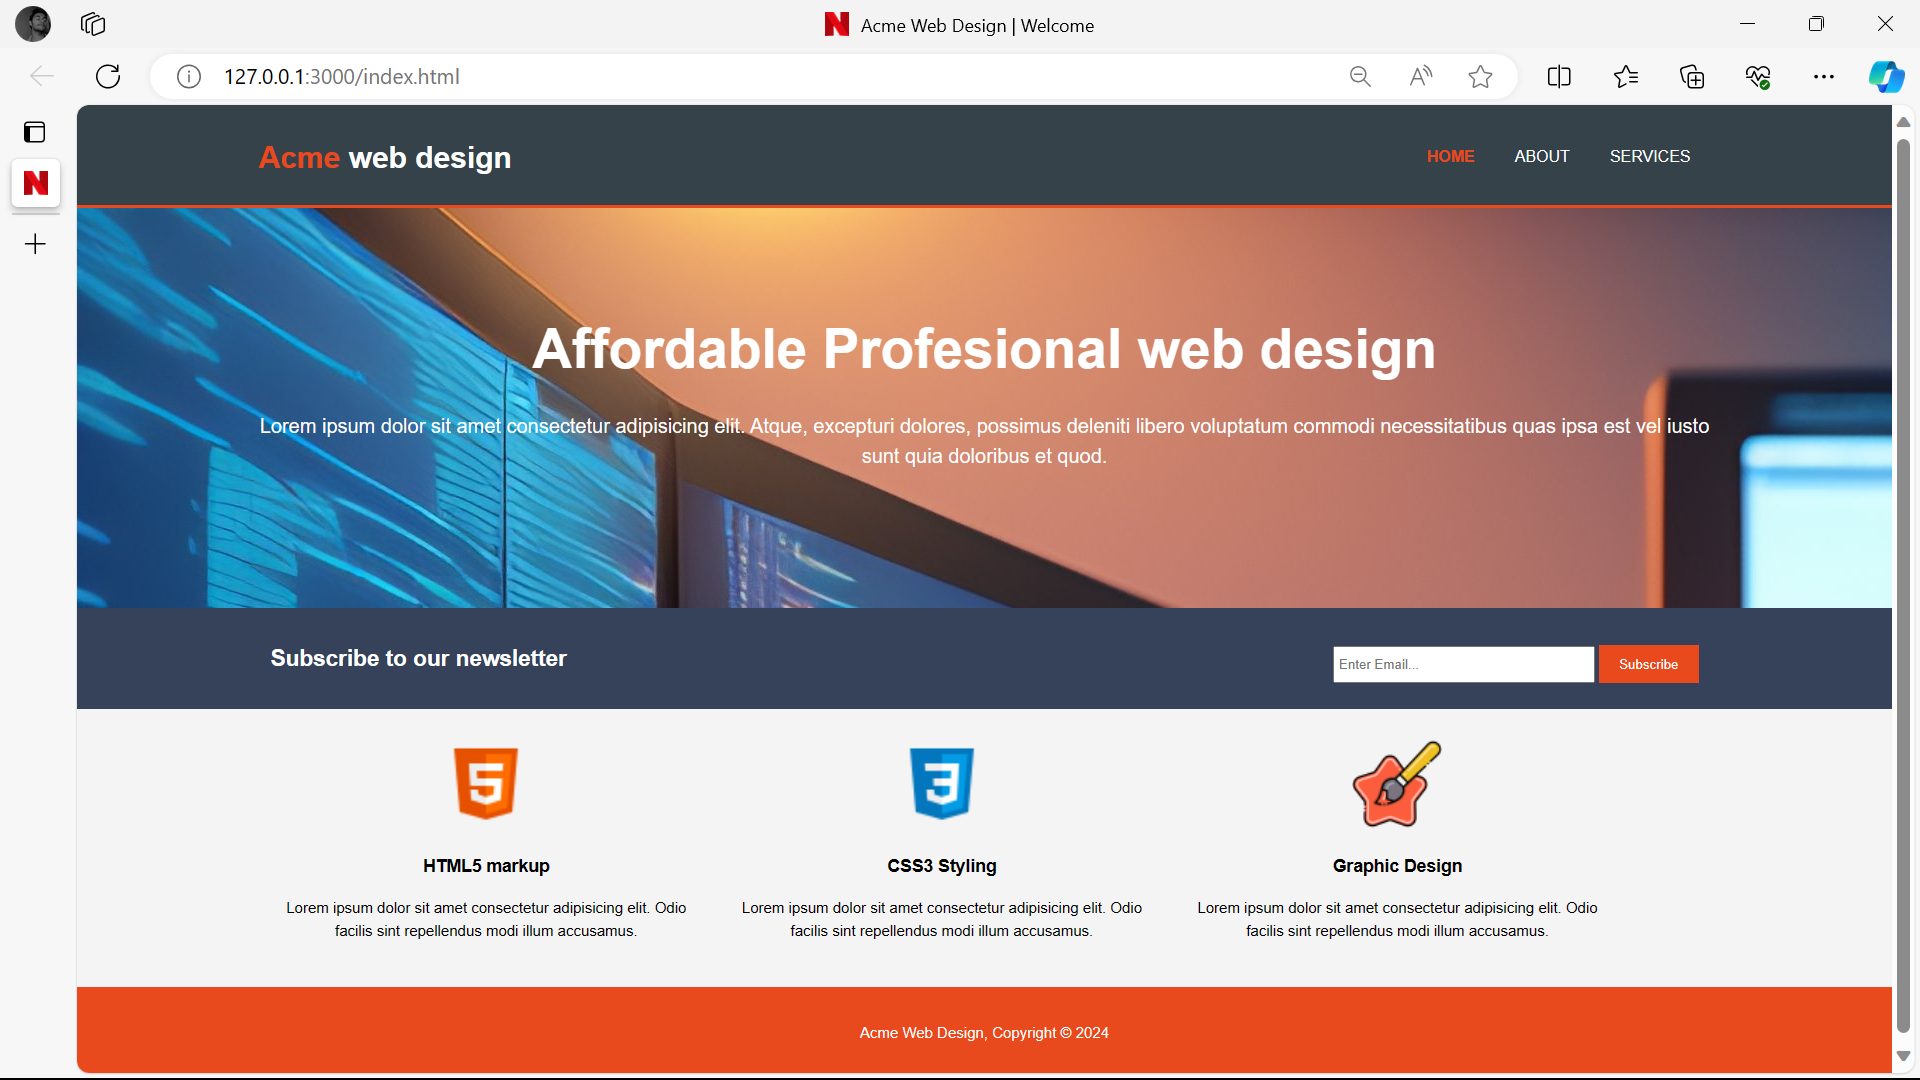 Acme Web Design | Welcome
127.0.0.1:3000/index.html
Acme web design
HOME ABOUT SERVICES
Affordable Profesional web design
Lorem ipsum dolor sit amet consectetur adipisicing elit. Atque, excepturi dolores, possimus deleniti libero voluptatum commodi necessitatibus quas ipsa est vel iusto
sunt quia doloribus et quod.
Subscribe to our newsletter
Enter Email... Subscribe
HTML5 markup
Lorem ipsum dolor sit amet consectetur adipisicing elit. Odio
facilis sint repellendus modi illum accusamus.
CSS3 Styling
Lorem ipsum dolor sit amet consectetur adipisicing elit. Odio
facilis sint repellendus modi illum accusamus.
Graphic Design
Lorem ipsum dolor sit amet consectetur adipisicing elit. Odio
facilis sint repellendus modi illum accusamus.
Acme Web Design, Copyright © 2024